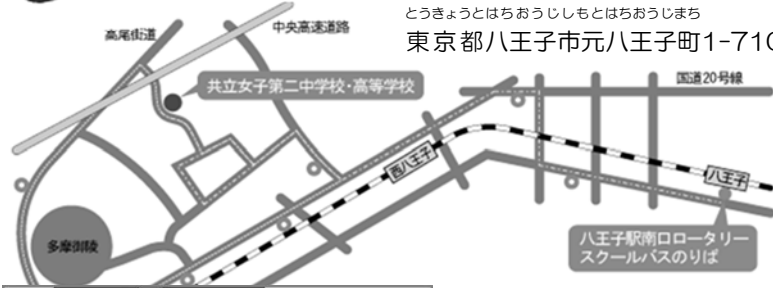 とうきょうとはちおうじしもとはちおうじまち
東京都八王子市元八王子町1-710
高尾街道
中央高速道路
国道20号線
共立女子第二中学校・高等学校
西八王子
八王子
多摩御陵
八王子駅南口ロータリー
スクールバスのりば